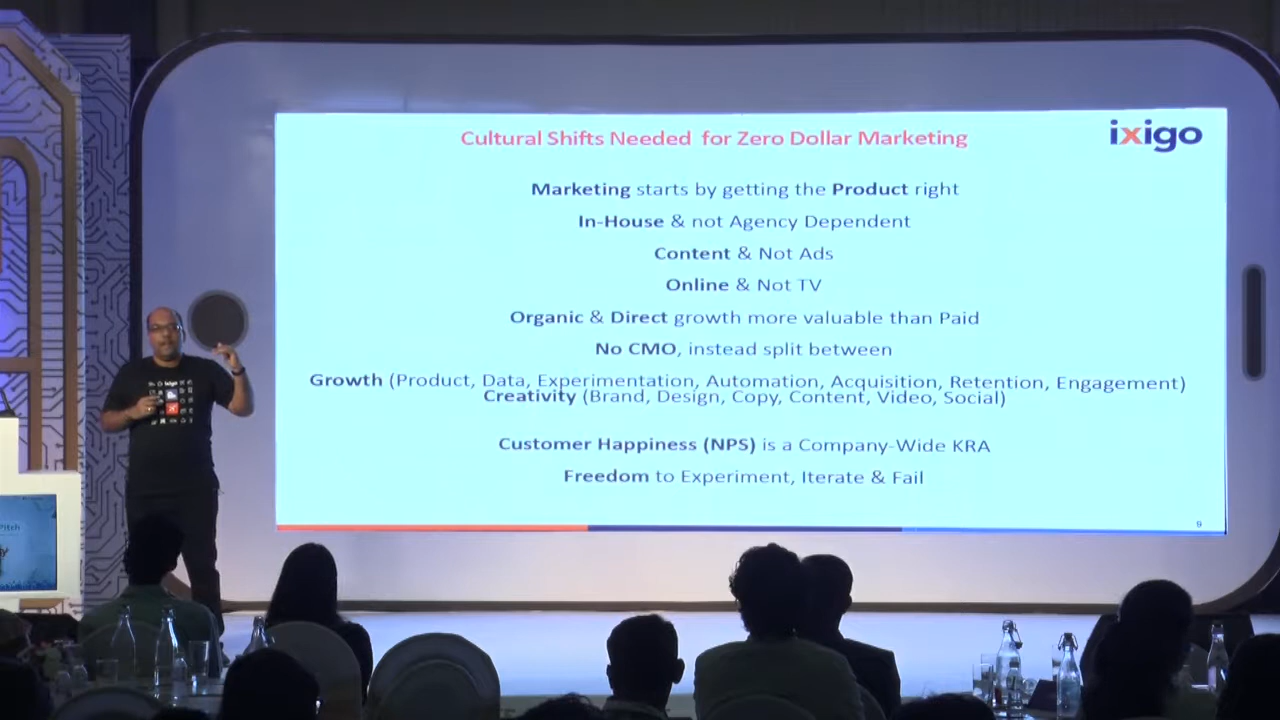 Cultural Shifts Needed for Zero Dollar Marketing
ixigo
Marketing starts by getting the Product right
In-House & not Agency Dependent
Content & Not Ads
Online & Not TV
Organic & Direct growth more valuable than Paid
No CMO, instead split between
Growth (Product, Data, Experimentation, Automation, Acquisition, Retention, Engagement)
Creativity (Brand, Design, Copy, Content, Video, Social)
Customer Happiness (NPS) is a Company-Wide KRA
Freedom to Experiment, Iterate & Fail
9
ixigo
Pitch